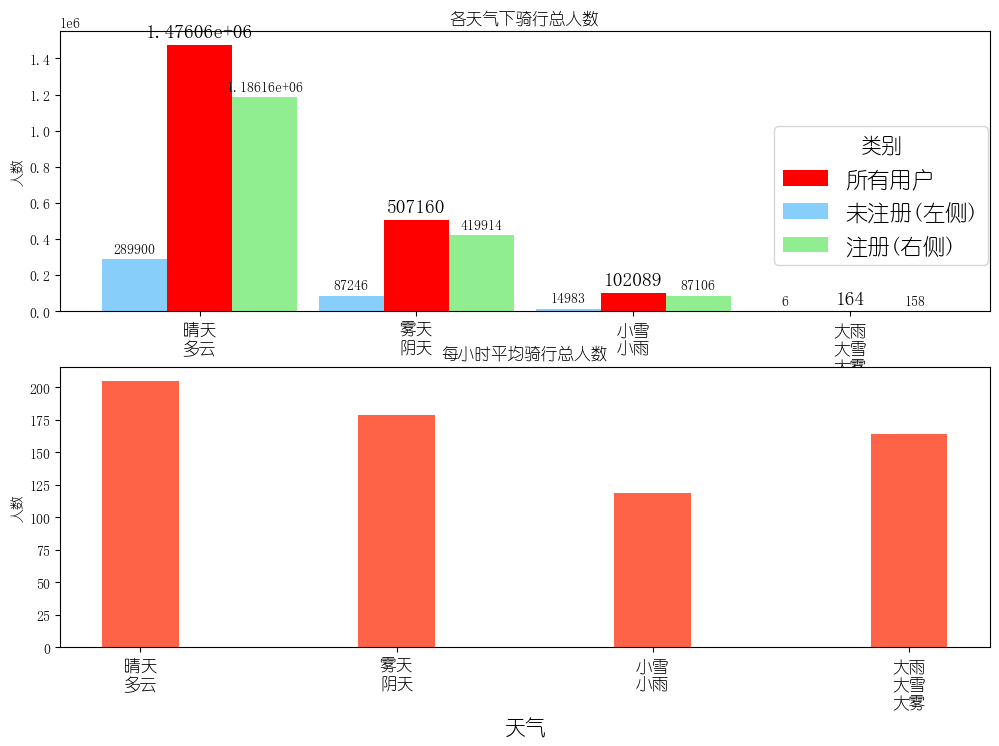 各天气下骑行总人数
1e6
1.47606e+06
1.18616e+06
289900
507160
87246
419914
14983
102089
87106
6
164
158
人数
1.4
1.2
1.0
0.8
0.6
0.4
0.2
0.0
类别
所有用户
未注册(左侧)
注册(右侧)
晴天
多云
雾天
阴天
小雪
小雨
大雨
大雪
大雾
每小时平均骑行总人数
人数
200
175
150
125
100
75
50
25
0
晴天
多云
雾天
阴天
小雪
小雨
大雨
大雪
大雾
天气